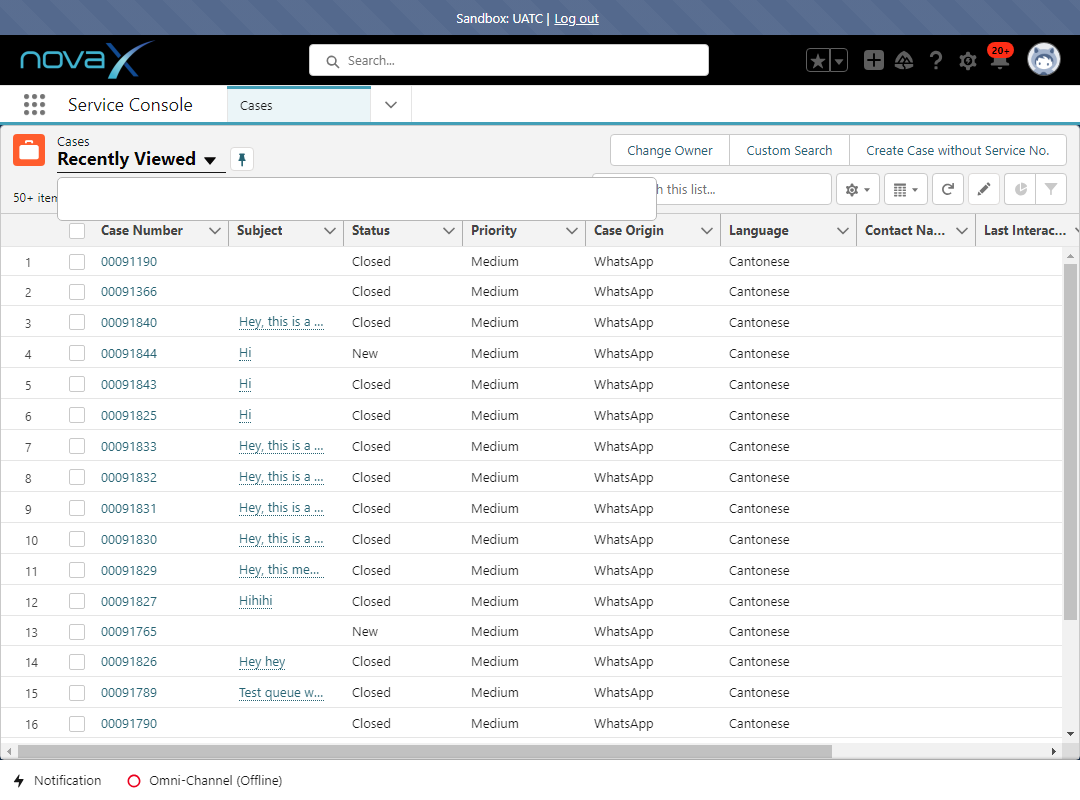 Sandbox: UATC | Log out
novaX
Search...
20+
Service Console
Cases
Cases
Recently Viewed
Change Owner
Custom Search
Create Case without Service No.
50+
this list...
Case Number Subject Status Priority Case Origin Language Contact Na... Last Interac...
1 00091190 Closed Medium WhatsApp Cantonese
2 00091366 Closed Medium WhatsApp Cantonese
3 00091840 Hey, this is a ... Closed Medium WhatsApp Cantonese
4 00091844 Hi New Medium WhatsApp Cantonese
5 00091843 Hi Closed Medium WhatsApp Cantonese
6 00091825 Hi Closed Medium WhatsApp Cantonese
7 00091833 Hey, this is a ... Closed Medium WhatsApp Cantonese
8 00091832 Hey, this is a ... Closed Medium WhatsApp Cantonese
9 00091831 Hey, this is a ... Closed Medium WhatsApp Cantonese
10 00091830 Hey, this is a ... Closed Medium WhatsApp Cantonese
11 00091829 Hey, this me... Closed Medium WhatsApp Cantonese
12 00091827 Hihihi Closed Medium WhatsApp Cantonese
13 00091765 New Medium WhatsApp Cantonese
14 00091826 Hey hey Closed Medium WhatsApp Cantonese
15 00091789 Test queue w... Closed Medium WhatsApp Cantonese
16 00091790 Closed Medium WhatsApp Cantonese
Notification
Omni-Channel (Offline)